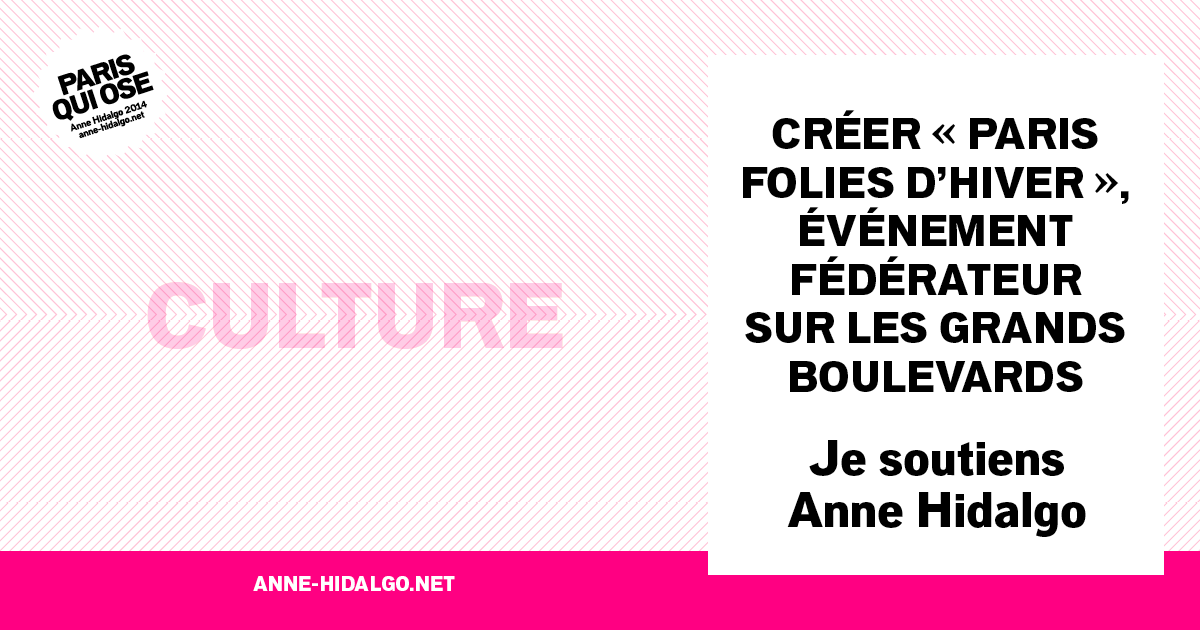 PARIS
QUI OSE
Anne Hidalgo 2014
anne-hidalgo.net
CULTURE
CRÉER « PARIS
FOLIES D’HIVER »,
ÉVÉNEMENT
FÉDÉRATEUR
SUR LES GRANDS
BOULEVARDS
Je soutiens
Anne Hidalgo
ANNE-HIDALGO.NET